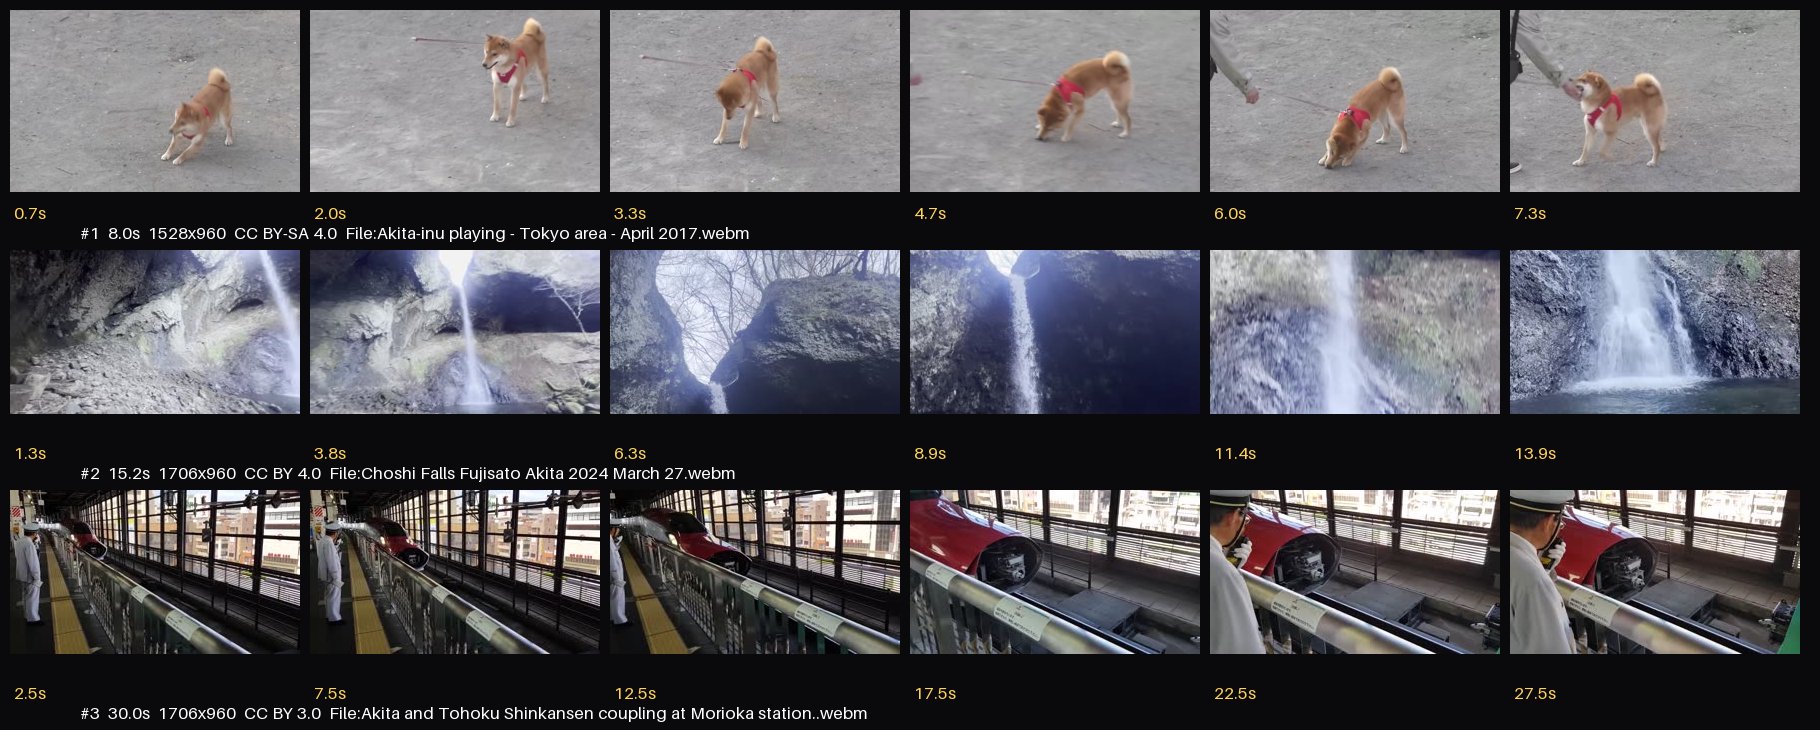 0.7s 2.0s 3.3s 4.7s 6.0s 7.3s
#1 8.0s 1528x960 CC BY-SA 4.0 File:Akita-inu playing - Tokyo area - April 2017.webm
1.3s 3.8s 6.3s 8.9s 11.4s 13.9s
#2 15.2s 1706x960 CC BY 4.0 File:Choshi Falls Fujisato Akita 2024 March 27.webm
2.5s 7.5s 12.5s 17.5s 22.5s 27.5s
#3 30.0s 1706x960 CC BY 3.0 File:Akita and Tohoku Shinkansen coupling at Morioka station..webm